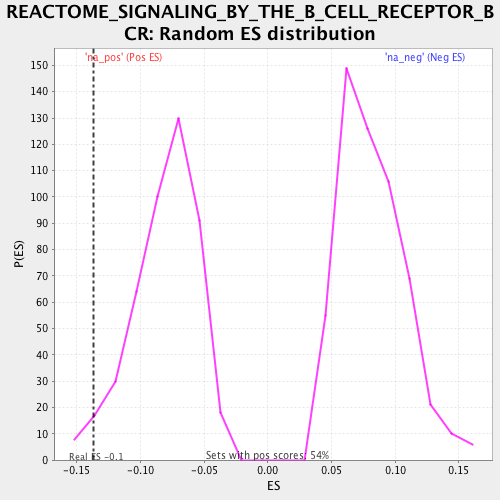 REACTOME_SIGNALING_BY_THE_B_CELL_RECEPTOR_B
CR: Random ES distribution
'na_pos' (Pos ES)
'na_neg' (Neg ES)
150
140
130
120
110
100
90
80
70
60
50
40
30
20
10
0
P(ES)
Real ES -0.1
Sets with pos scores: 54%
-0.15
-0.10
-0.05
0.00
0.05
0.10
0.15
ES